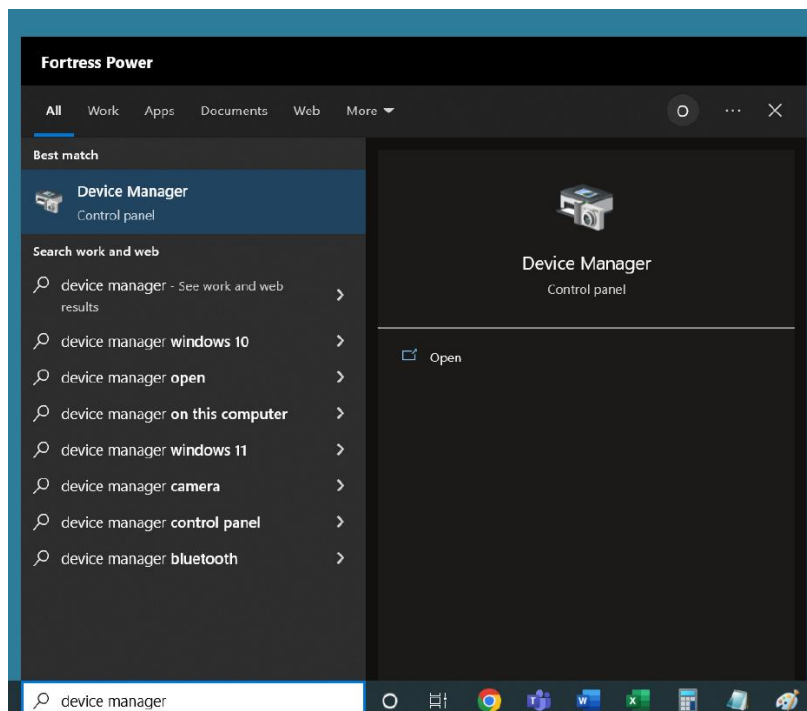 Fortress Power
All Work Apps Documents Web More
O ...
Best match
Device Manager
Control panel
Search work and web
device manager - See work and web
results
device manager windows 10
device manager open
device manager on this computer
device manager windows 11
device manager camera
device manager control panel
device manager bluetooth
Device Manager
Control panel
Open
device manager